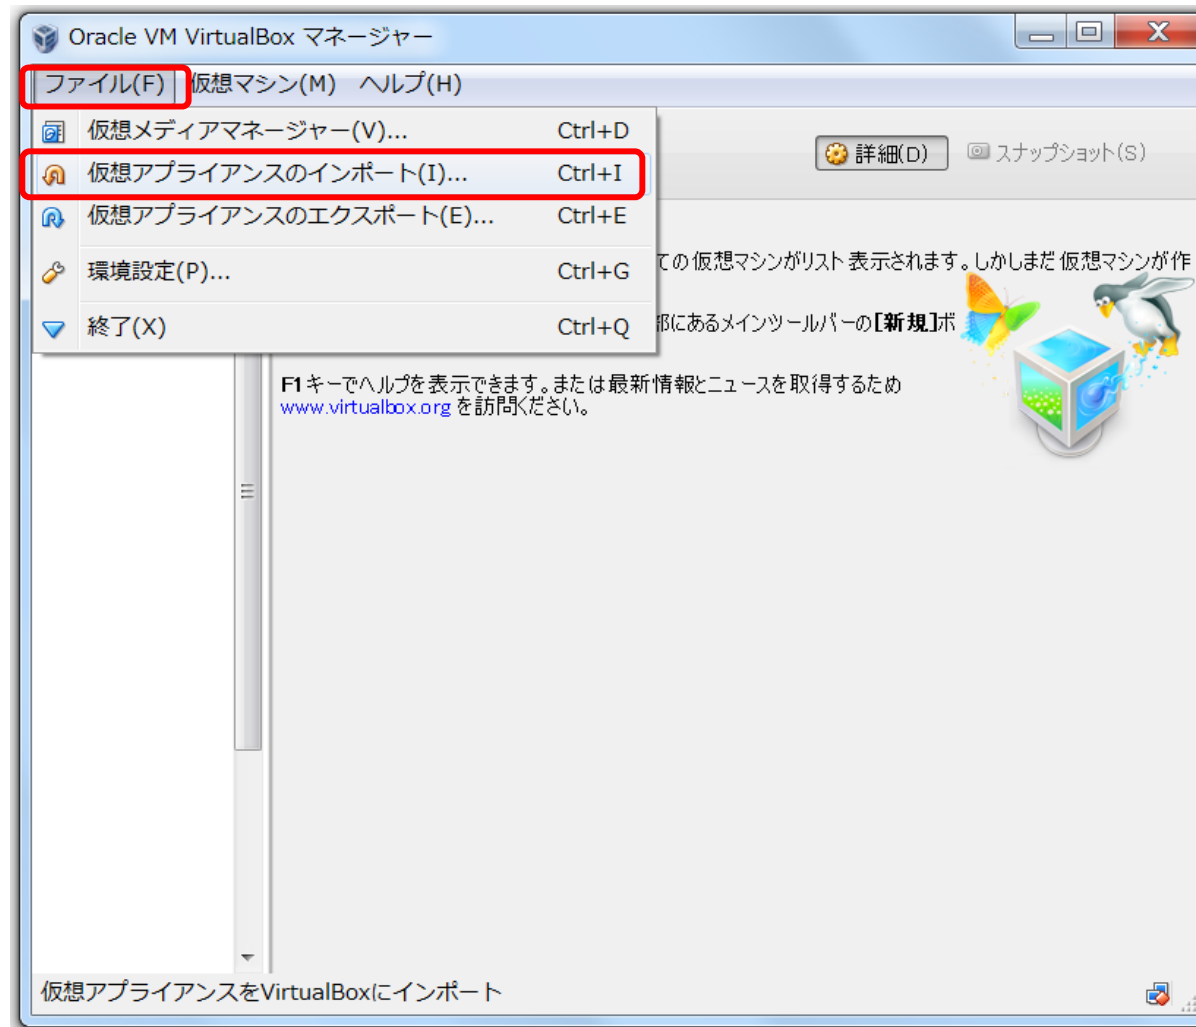 Oracle VM VirtualBox マネージャー
ファイル(F) 仮想マシン(M) ヘルプ(H)
仮想メディアマネージャー(V)... Ctrl+D
仮想アプライアンスのインポート(I)... Ctrl+I
仮想アプライアンスのエクスポート(E)... Ctrl+E
環境設定(P)... Ctrl+G
終了(X) Ctrl+Q
詳細(D) スナップショット(S)
ての仮想マシンがリスト表示されます。しかしまだ仮想マシンが作
にあるメインツールバーの[新規]ボ
F1キーでヘルプを表示できます。または最新情報とニュースを取得するため
www.virtualbox.org を訪問ください。
仮想アプライアンスをVirtualBoxにインポート